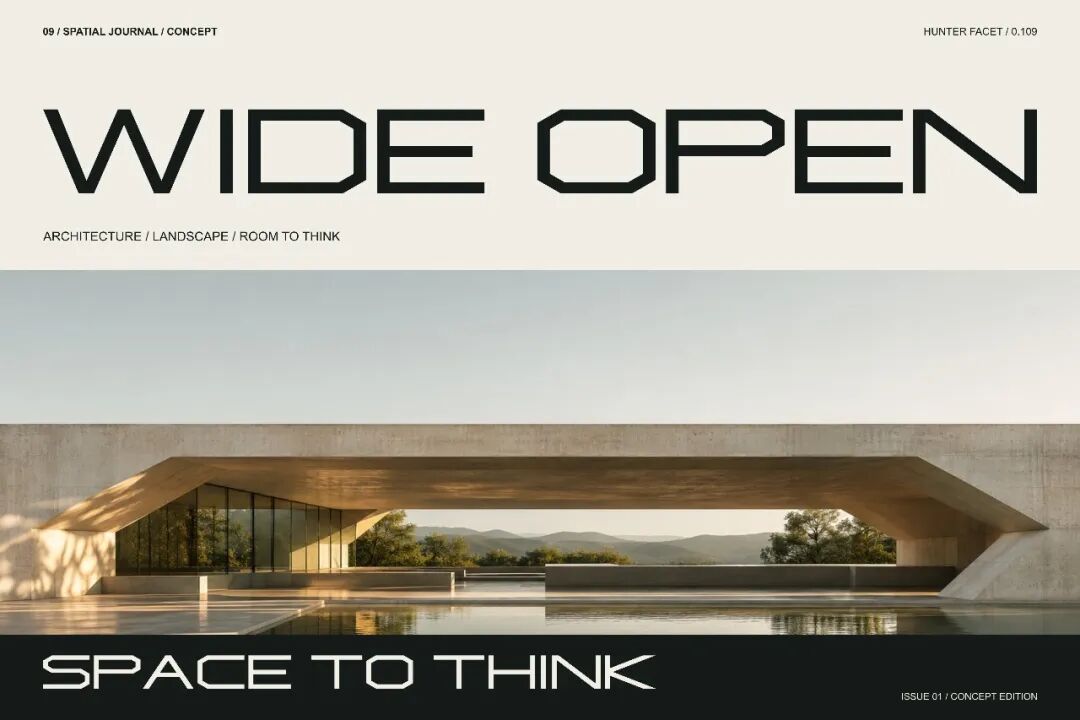 09 / SPATIAL JOURNAL / CONCEPT
HUNTER FACET / 0.109
WIDE OPEN
ARCHITECTURE / LANDSCAPE / ROOM TO THINK
SPACE TO THINK
ISSUE 01 / CONCEPT EDITION